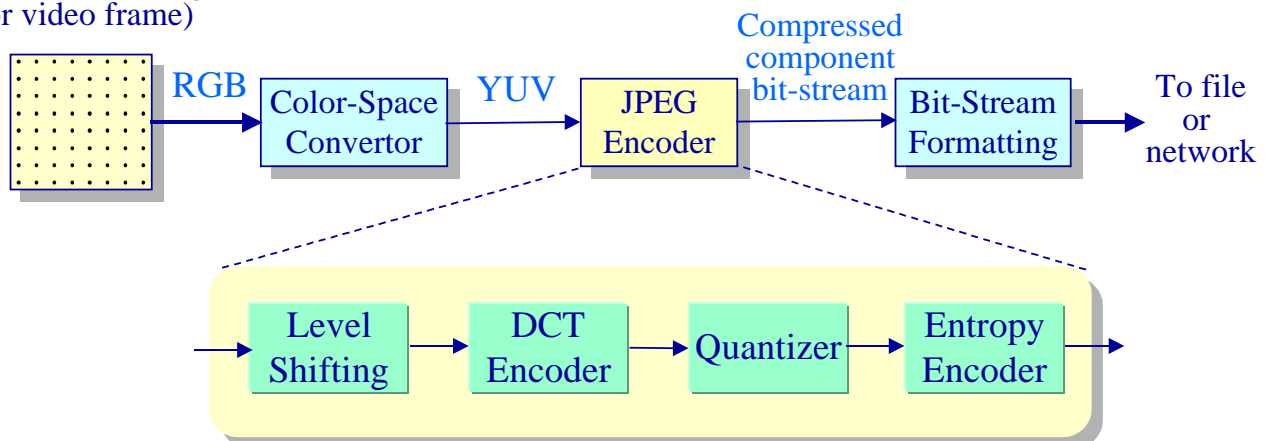 r video frame)
RGB
Color-Space
Convertor
YUV
JPEG
Encoder
Compressed
component
bit-stream
Bit-Stream
Formatting
To file
or
network
Level
Shifting
DCT
Encoder
Quantizer
Entropy
Encoder